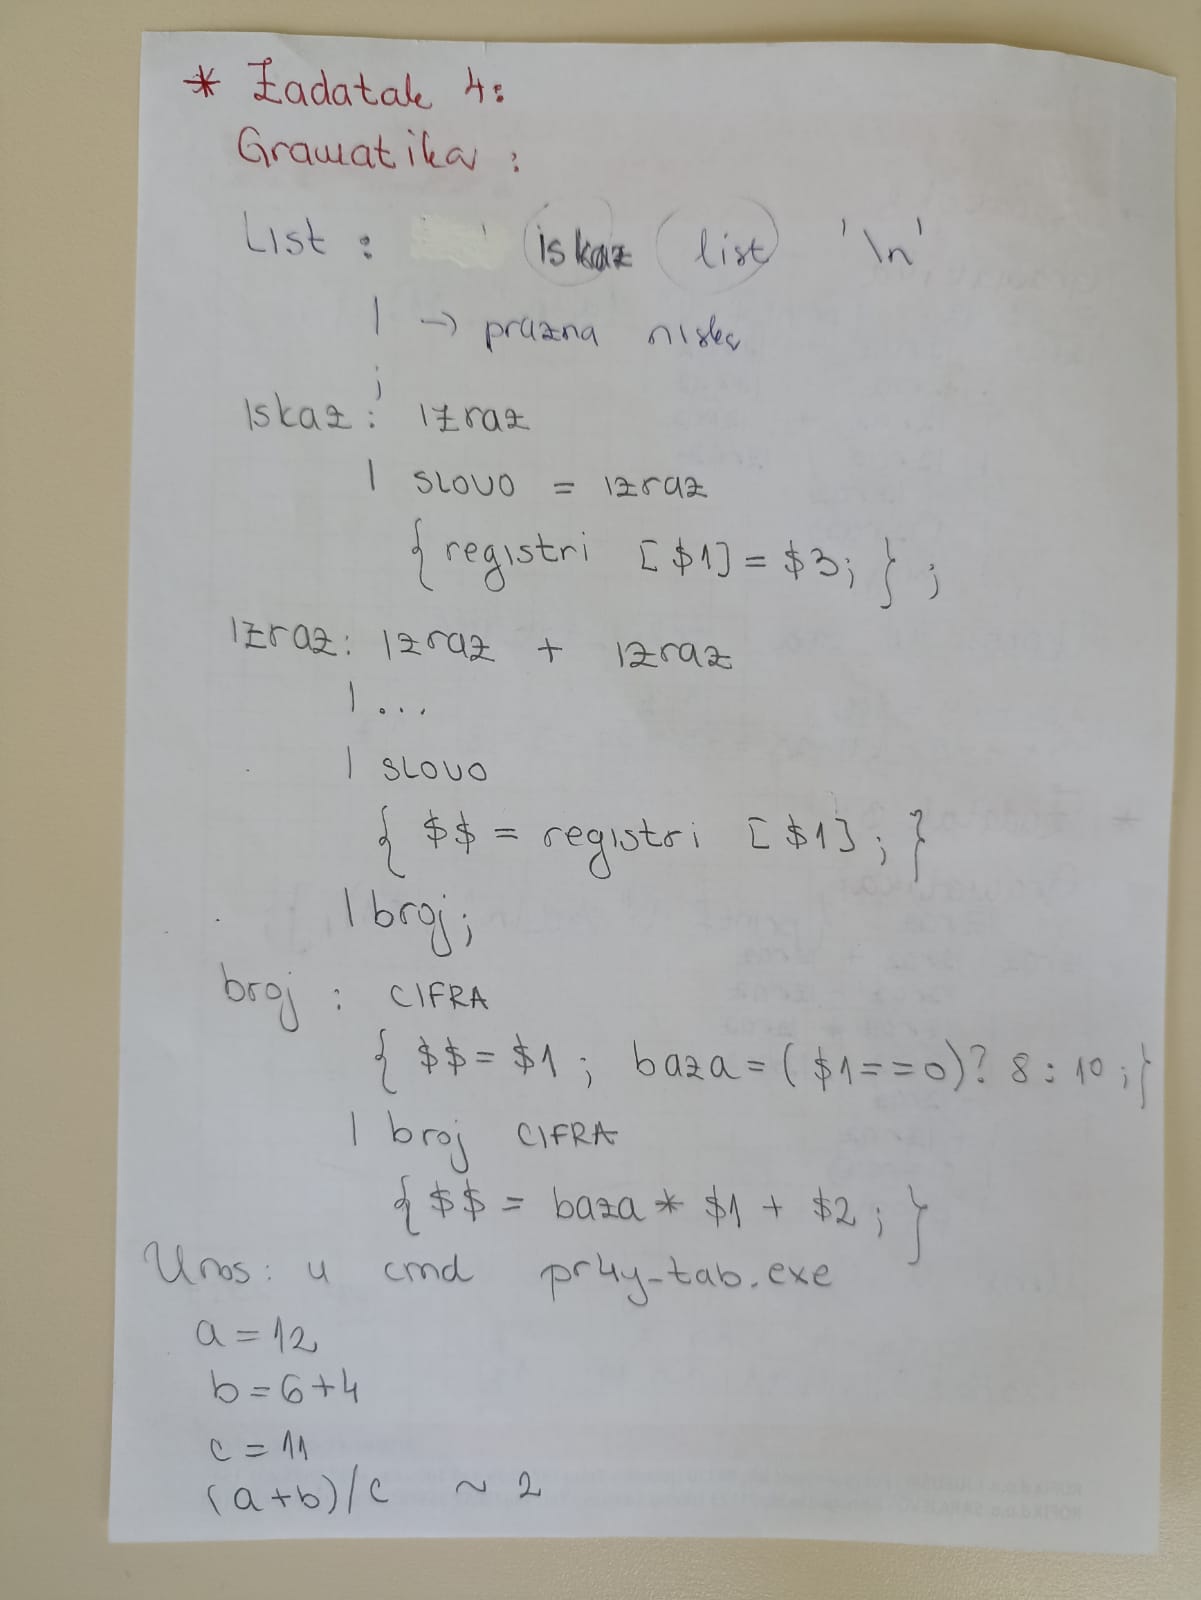 * Zadatak 4:
Gramatika:
List: iskaz list '\n'
| → prazna niska
;
Iskaz: Izraz
| SLOVO = izraz
{ registri [$1] = $3; } ;
Izraz: Izraz + izraz
| ...
| SLOVO
{ $$ = registri [$1]; }
| broj;
broj: CIFRA
{ $$ = $1; baza = ($1 == 0)? 8 : 10; }
| broj CIFRA
{ $$ = baza * $1 + $2; }
Unos: u cmd pr4y-tab.exe
a = 12
b = 6+4
c = 11
(a+b)/c ~ 2